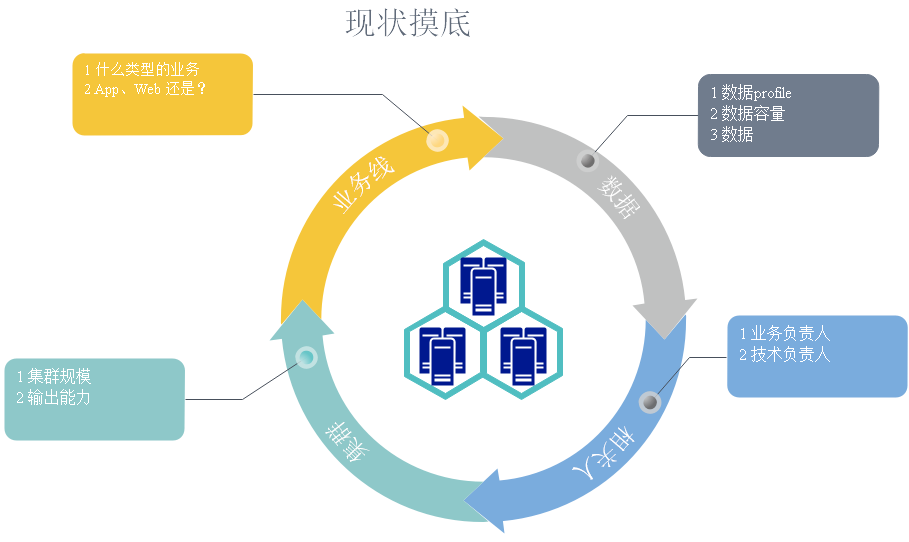 现状摸底
1 什么类型的业务
2 App、Web 还是？
1 数据profile
2 数据容量
3 数据
业务线
数据
1 业务负责人
2 技术负责人
1 集群规模
2 输出能力
集群
相关人